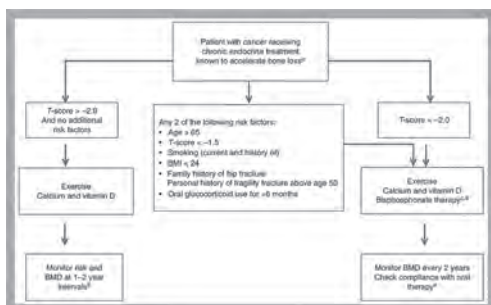 Patient with cancer receiving
chronic endocrine treatment
known to accelerate bone loss
T-score > –2.0
And no additional
risk factors
Any 2 of the following risk factors:
• Age > 65
• T-score < –1.5
• Smoking (current and history of)
• BMI < 24
• Family history of hip fracture
Personal history of fragility fracture above age 50
• Oral glucocorticoid use for >6 months
T-score < –2.0
Exercise
Calcium and vitamin D
Exercise
Calcium and vitamin D
Bisphosphonate therapy
Monitor risk and
BMD at 1–2 year
intervals
Monitor BMD every 2 years
Check compliance with oral
therapy